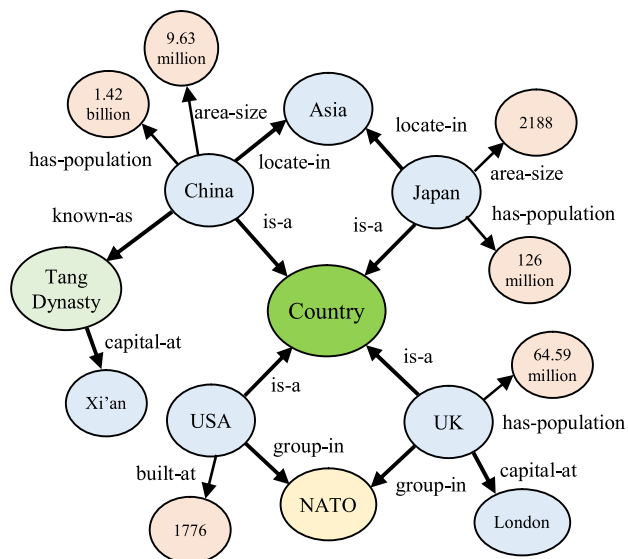 9.63
million
1.42
billion
area-size
Asia
locate-in
2188
has-population
locate-in
area-size
China
Japan
known-as
is-a
is-a
has-population
Tang
Dynasty
126
million
Country
capital-at
is-a
64.59
million
Xi’an
is-a
USA
UK
has-population
group-in
built-at
capital-at
group-in
NATO
1776
London